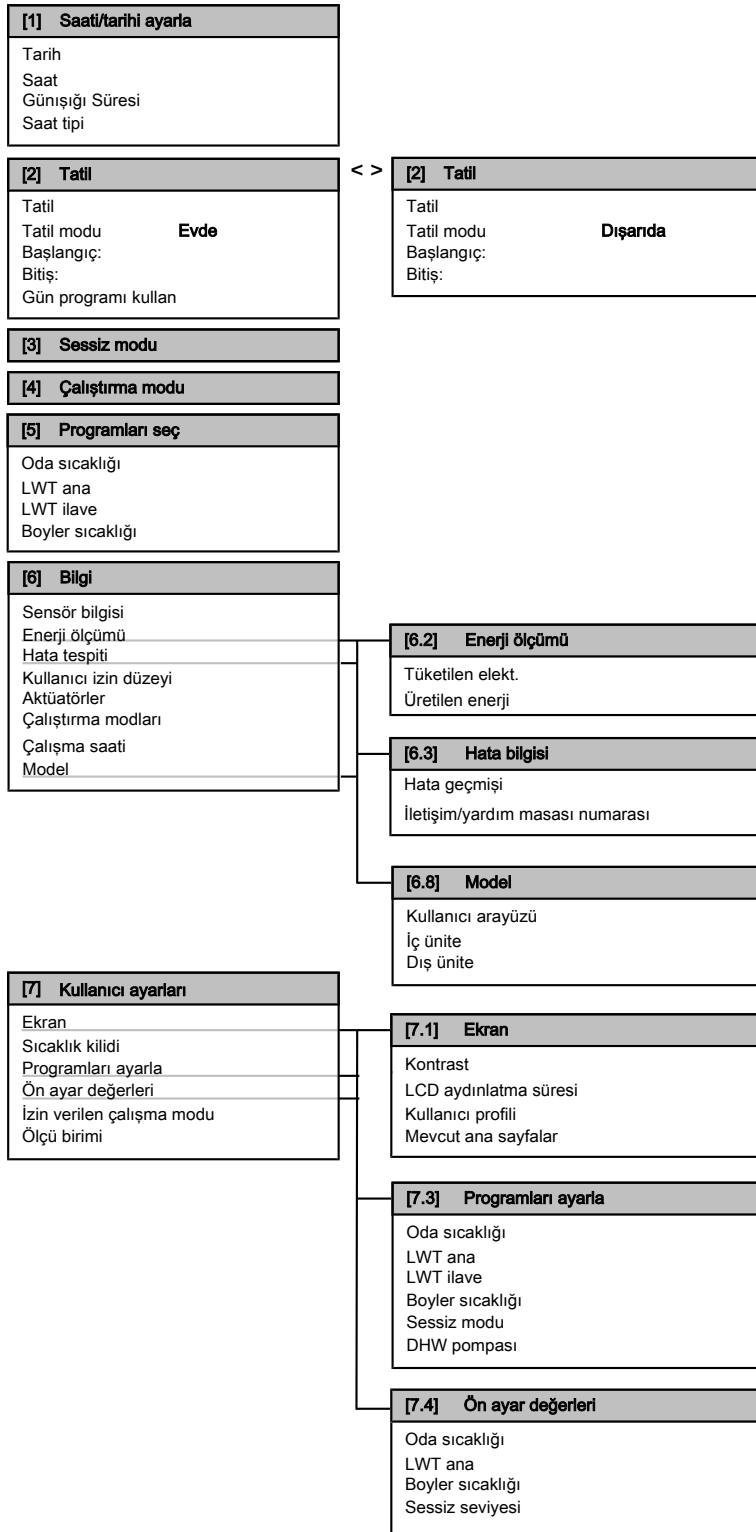 [1] Saati/tarihi ayarla
Tarih
Saat
Günışığı Süresi
Saat tipi
[2] Tatil
Tatil
Tatil modu Evde
Başlangıç:
Bitiş:
Gün programı kullan
< >
[2] Tatil
Tatil
Tatil modu Dışarıda
Başlangıç:
Bitiş:
[3] Sessiz modu
[4] Çalıştırma modu
[5] Programları seç
Oda sıcaklığı
LWT ana
LWT ilave
Boyler sıcaklığı
[6] Bilgi
Sensör bilgisi
Enerji ölçümü
Hata tespiti
Kullanıcı izin düzeyi
Aktüatörler
Çalıştırma modları
Çalışma saati
Model
[6.2] Enerji ölçümü
Tüketilen elekt.
Üretilen enerji
[6.3] Hata bilgisi
Hata geçmişi
İletişim/yardım masası numarası
[6.8] Model
Kullanıcı arayüzü
İç ünite
Dış ünite
[7] Kullanıcı ayarları
Ekran
Sıcaklık kilidi
Programları ayarla
Ön ayar değerleri
İzin verilen çalışma modu
Ölçü birimi
[7.1] Ekran
Kontrast
LCD aydınlatma süresi
Kullanıcı profili
Mevcut ana sayfalar
[7.3] Programları ayarla
Oda sıcaklığı
LWT ana
LWT ilave
Boyler sıcaklığı
Sessiz modu
DHW pompası
[7.4] Ön ayar değerleri
Oda sıcaklığı
LWT ana
Boyler sıcaklığı
Sessiz seviyesi